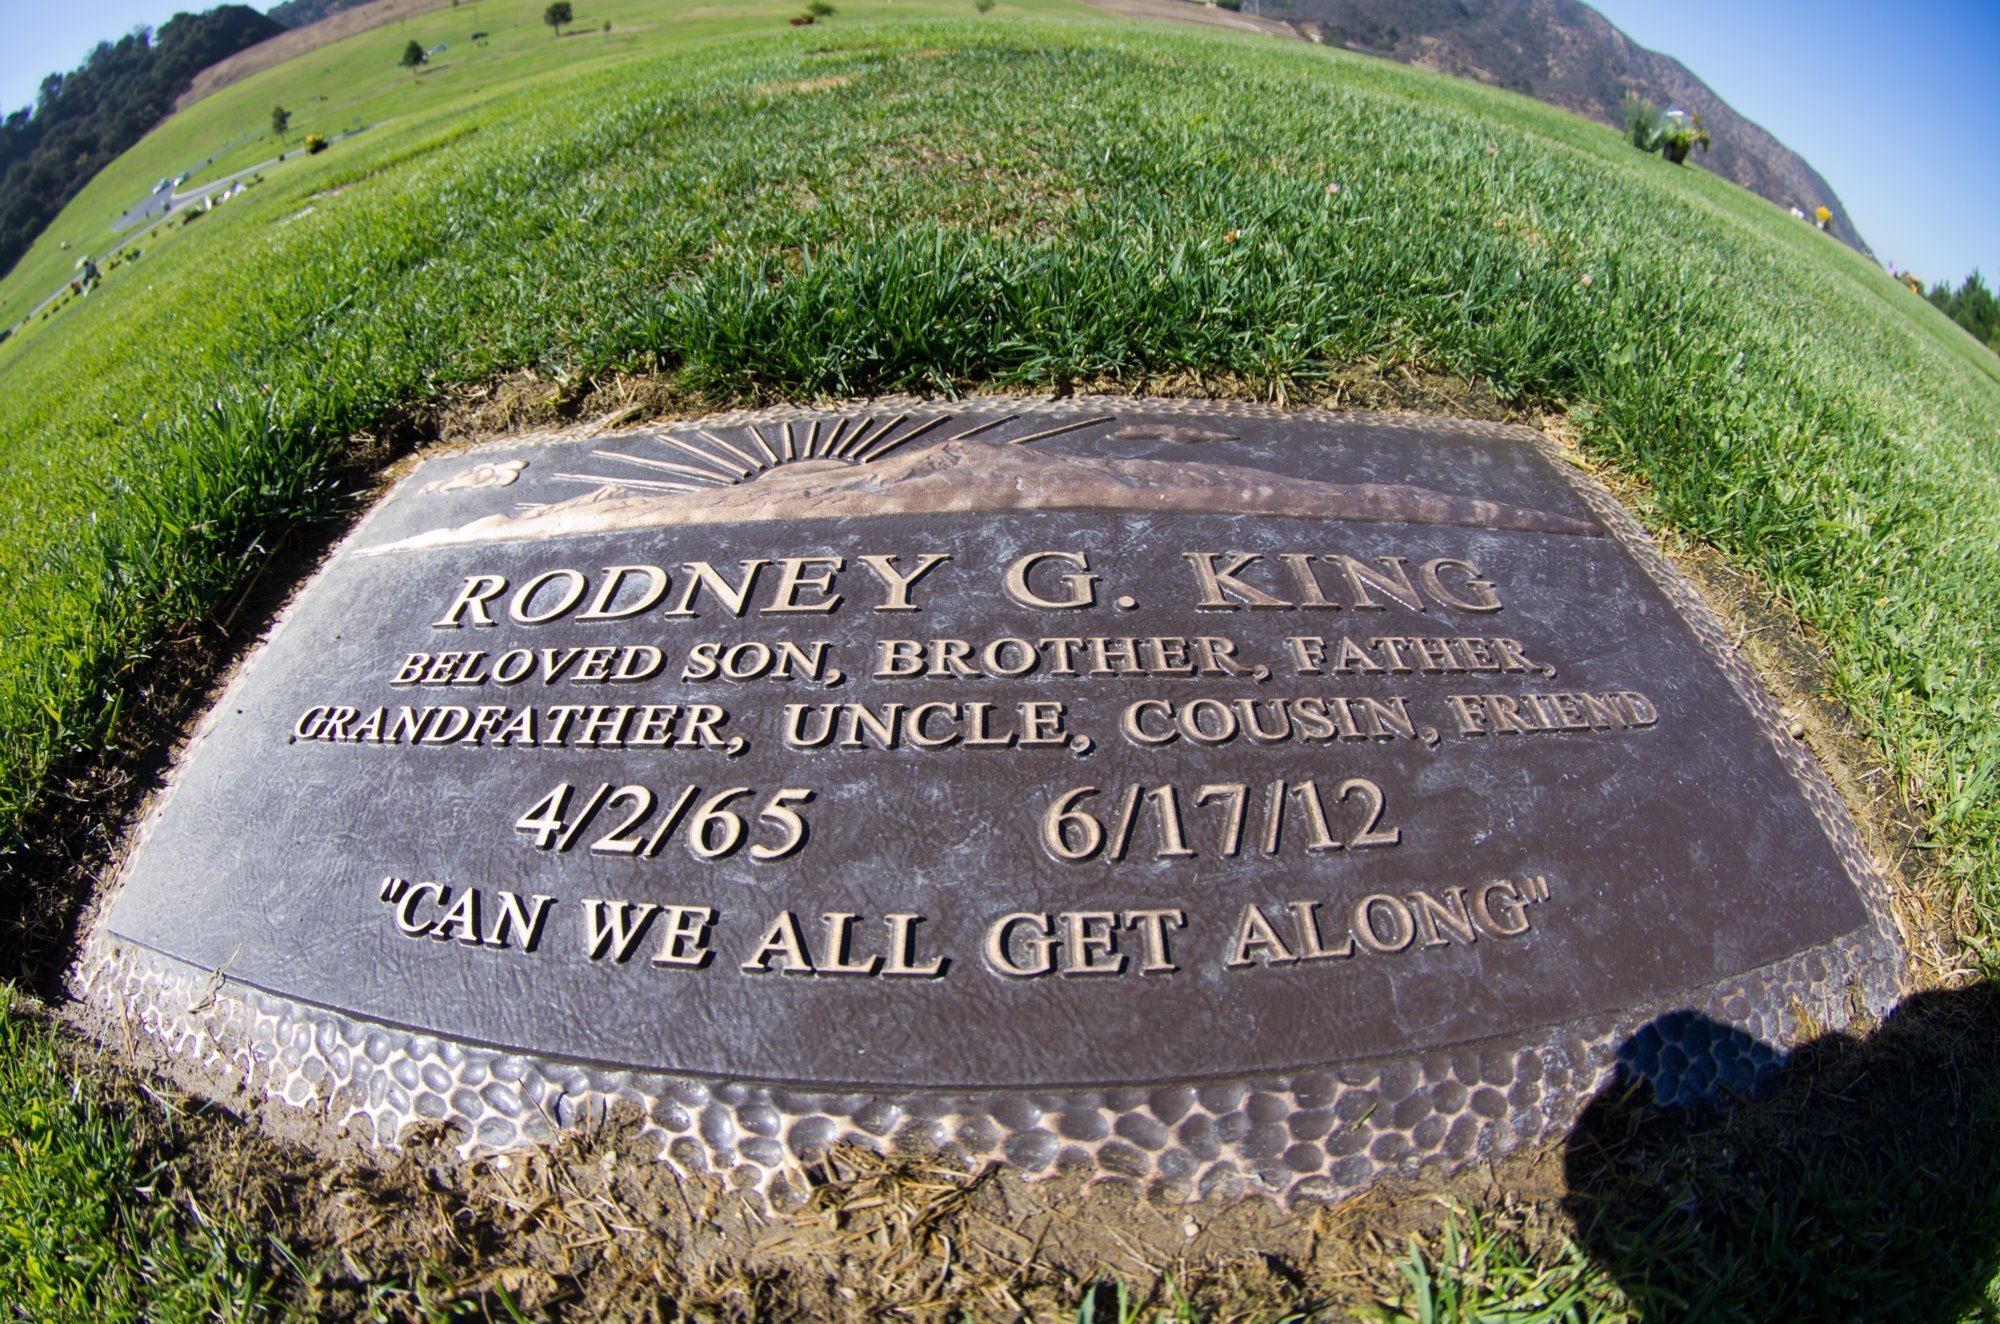 RODNEY G. KING
BELOVED SON, BROTHER, FATHER,
GRANDFATHER, UNCLE, COUSIN, FRIEND
4/2/65 6/17/12
"CAN WE ALL GET ALONG"